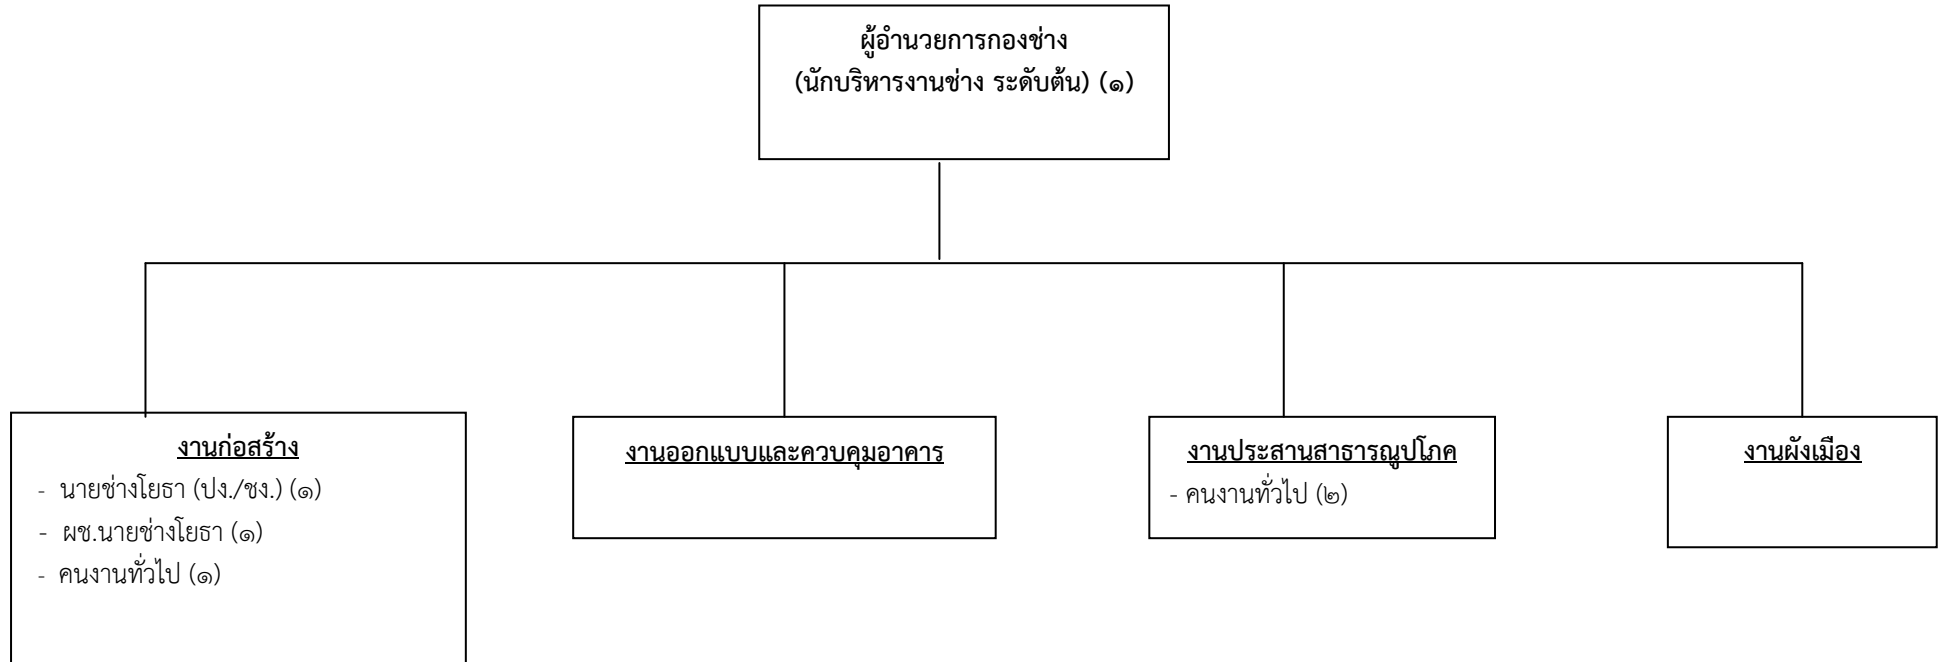 ผู้อำนวยการกองช่าง
(นักบริหารงานช่าง ระดับต้น) (๑)
งานก่อสร้าง
- นายช่างโยธา (ปง./ชง.) (๑)
- ผช.นายช่างโยธา (๑)
- คนงานทั่วไป (๑)
งานออกแบบและควบคุมอาคาร
งานประสานสาธารณูปโภค
- คนงานทั่วไป (๒)
งานผังเมือง